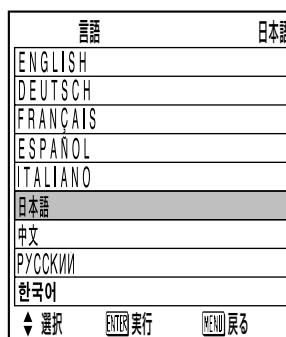 言語 日本語
ENGLISH
DEUTSCH
FRANÇAIS
ESPAÑOL
ITALIANO
日本語
中文
РУССКИЙ
한국어
選択 ENTER 実行 MENU 戻る